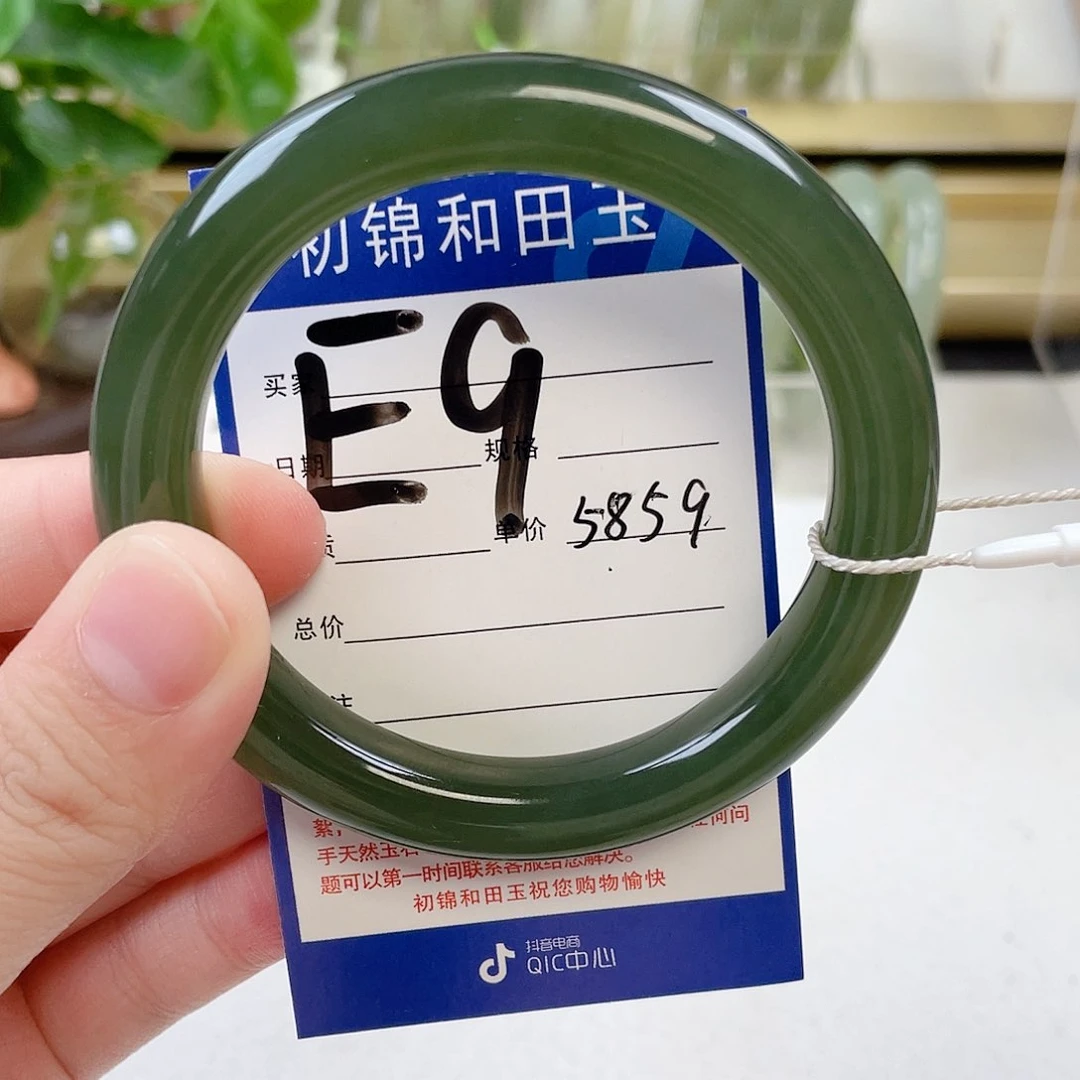 初锦和田玉
E9
买家
日期 规格
单价 5859
总价
手天然玉石
题可以第一时间联系客服给您解决。
初锦和田玉祝您购物愉快
抖音电商
QIC中心